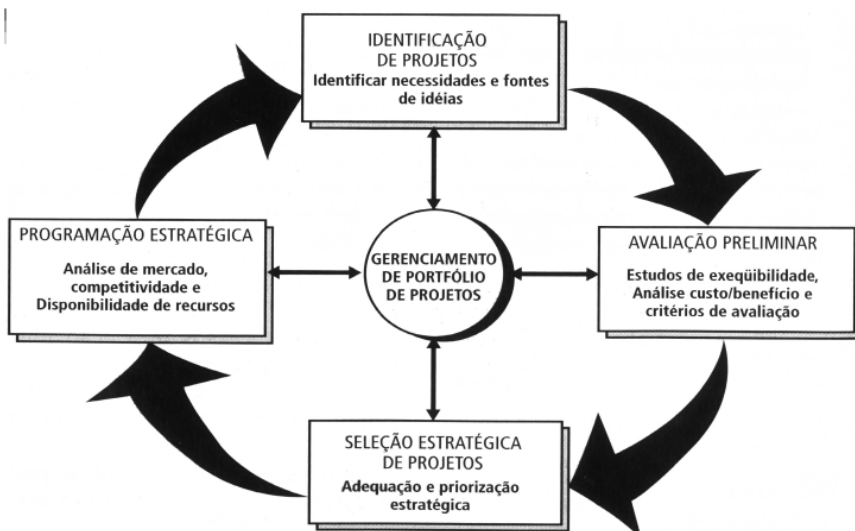 IDENTIFICAÇÃO
DE PROJETOS
Identificar necessidades e fontes
de idéias
PROGRAMAÇÃO ESTRATÉGICA
Análise de mercado,
competitividade e
Disponibilidade de recursos
GERENCIAMENTO
DE PORTFÓLIO
DE PROJETOS
AVALIAÇÃO PRELIMINAR
Estudos de exeqüibilidade,
Análise custo/benefício e
critérios de avaliação
SELEÇÃO ESTRATÉGICA
DE PROJETOS
Adequação e priorização
estratégica